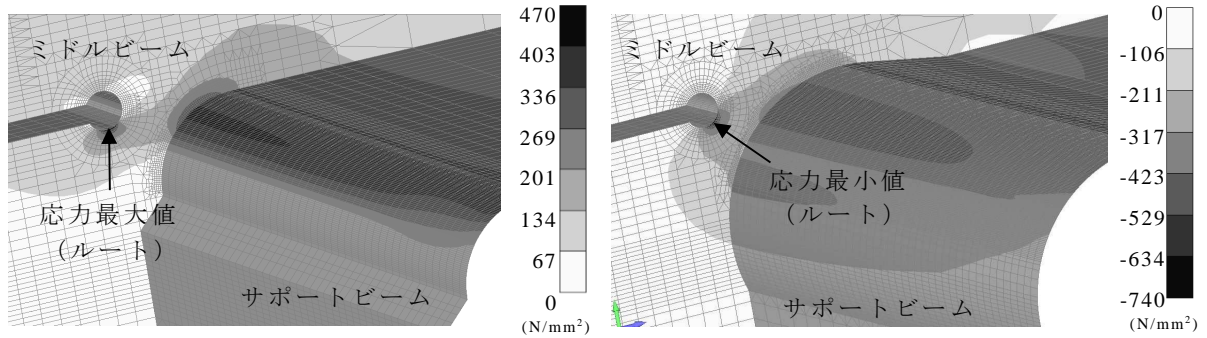 ミドルビーム
応力最大値
(ルート)
サポートビーム
470
403
336
269
201
134
67
0
(N/mm²)
ミドルビーム
応力最小値
(ルート)
サポートビーム
0
-106
-211
-317
-423
-529
-634
-740
(N/mm²)